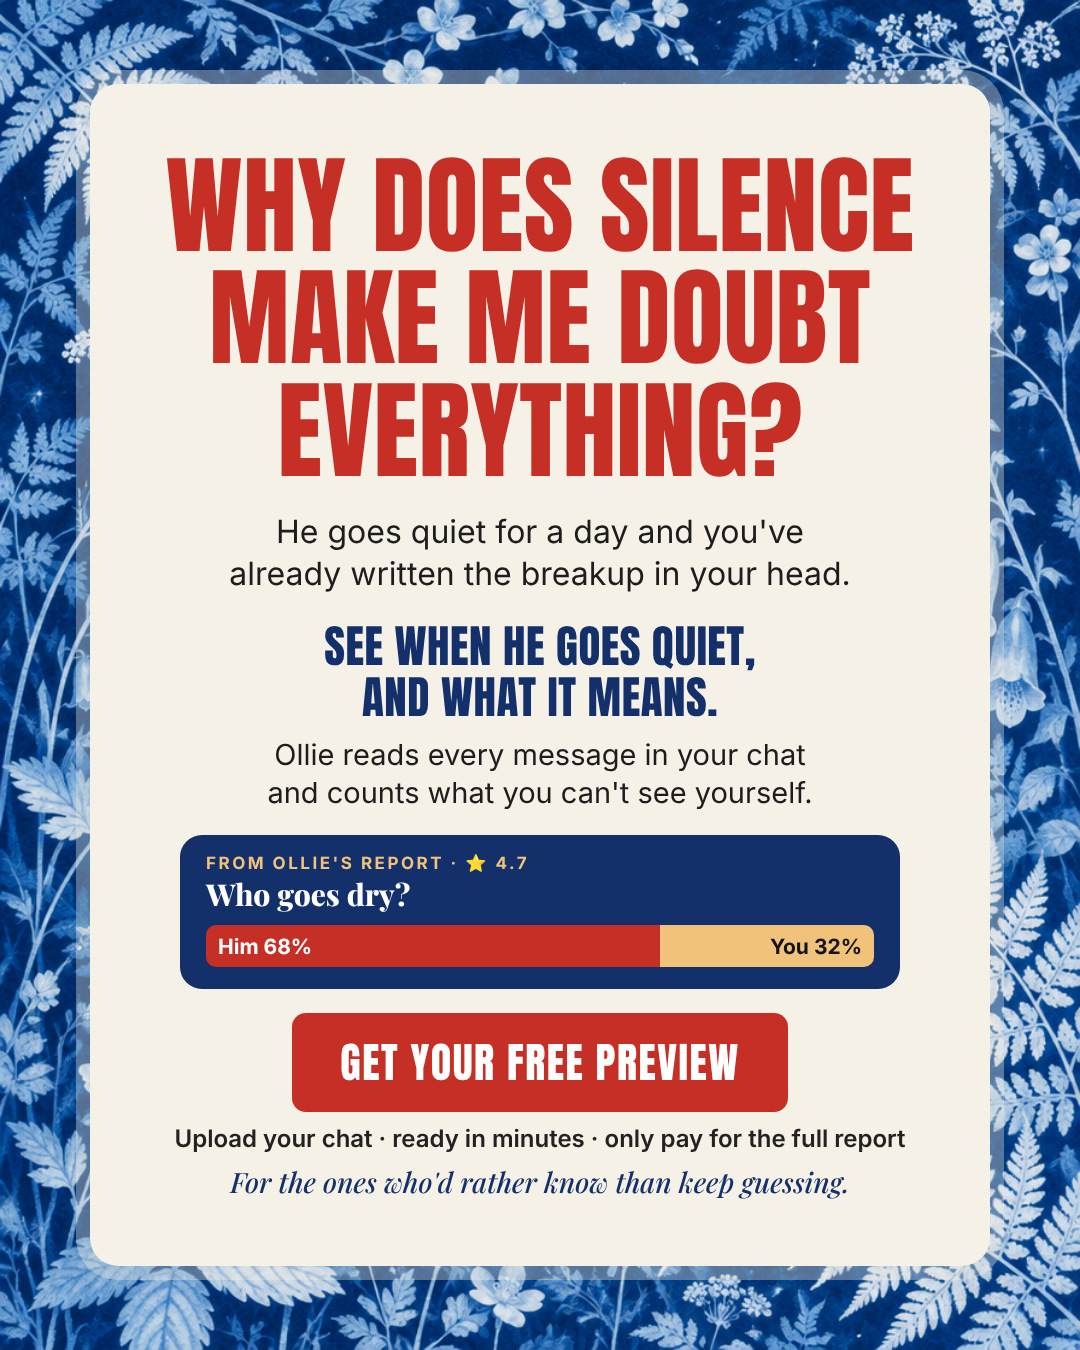 WHY DOES SILENCE
MAKE ME DOUBT
EVERYTHING?
He goes quiet for a day and you've
already written the breakup in your head.
SEE WHEN HE GOES QUIET,
AND WHAT IT MEANS.
Ollie reads every message in your chat
and counts what you can't see yourself.
FROM OLLIE'S REPORT · ⭐ 4.7
Who goes dry?
Him 68% You 32%
GET YOUR FREE PREVIEW
Upload your chat · ready in minutes · only pay for the full report
For the ones who'd rather know than keep guessing.